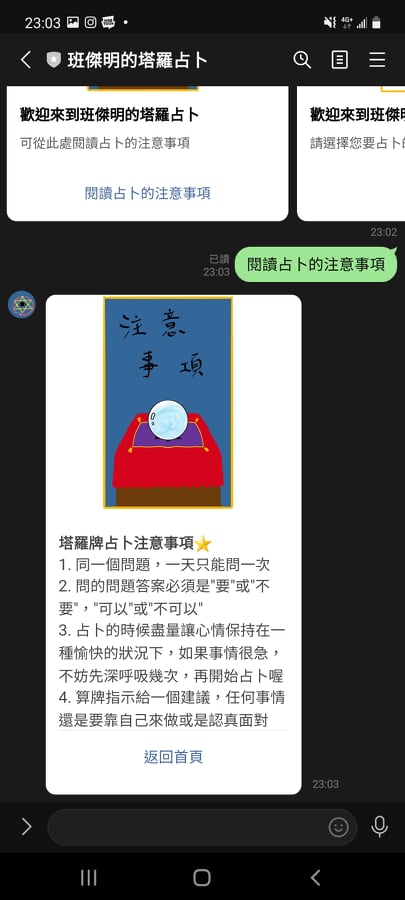 23:03
4G+
班傑明的塔羅占卜
歡迎來到班傑明的塔羅占卜
可從此處閱讀占卜的注意事項
閱讀占卜的注意事項
歡迎來到班傑
請選擇您要占卜的
23:02
已讀
23:03
閱讀占卜的注意事項
注意
事項
塔羅牌占卜注意事項⭐
1. 同一個問題，一天只能問一次
2. 問的問題答案必須是"要"或"不
要"，"可以"或"不可以"
3. 占卜的時候盡量讓心情保持在一
種愉快的狀況下，如果事情很急，
不妨先深呼吸幾次，再開始占卜喔
4. 算牌指示給一個建議，任何事情
還是要靠自己來做或是認真面對
返回首頁
23:03